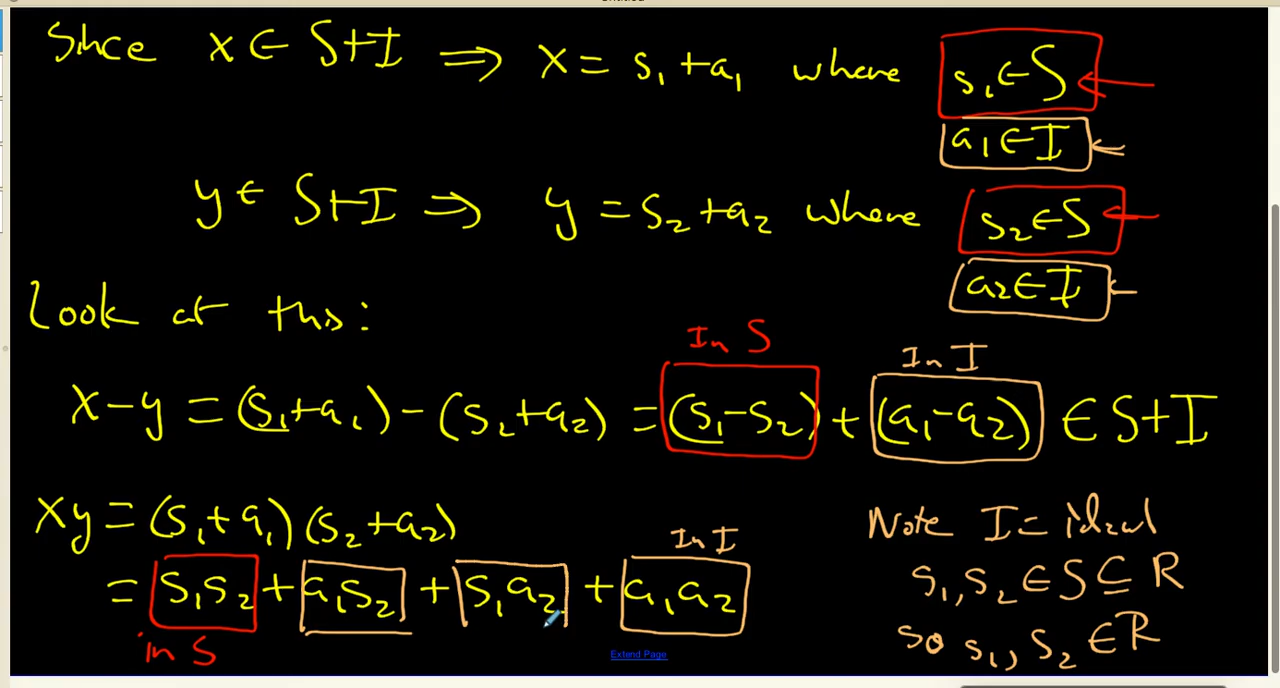 Since x ∈ S+I ⟹ x = s₁ + a₁ where s₁ ∈ S
a₁ ∈ I
y ∈ S+I ⟹ y = s₂ + a₂ where s₂ ∈ S
a₂ ∈ I
Look at this:
In S In I
x−y = (s₁+a₁) − (s₂+a₂) = (s₁−s₂) + (a₁−a₂) ∈ S+I
xy = (s₁+a₁)(s₂+a₂)
In I
= s₁s₂ + a₁s₂ + s₁a₂ + a₁a₂
in S
Note I = ideal
s₁, s₂ ∈ S ⊆ R
so s₁, s₂ ∈ R
Extend Page